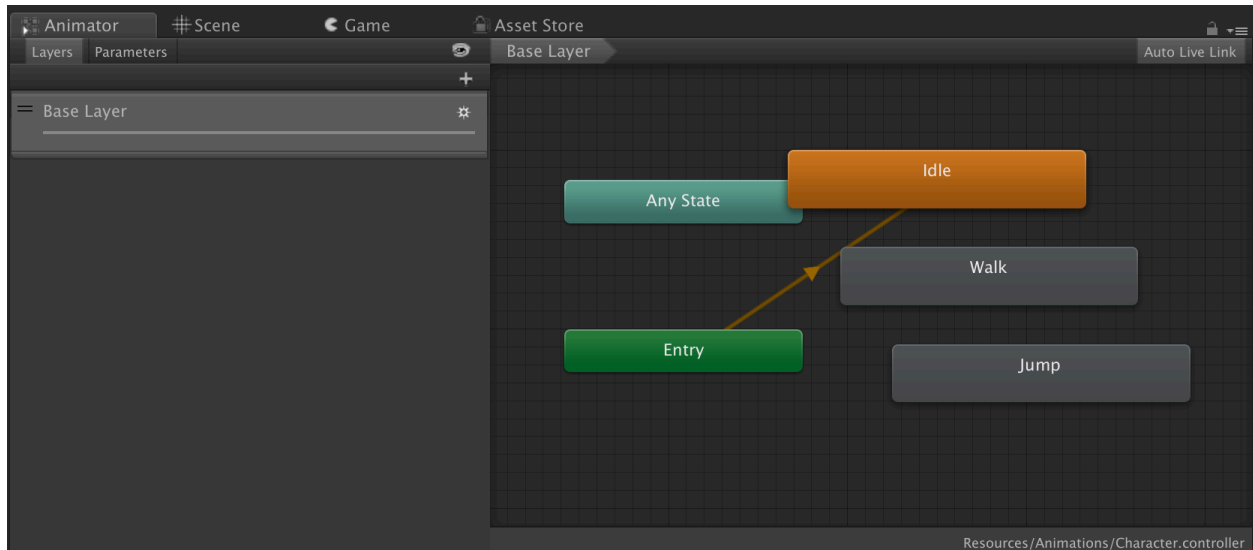 Animator
Scene
Game
Asset Store
Layers
Parameters
Base Layer
Auto Live Link
Base Layer
Idle
Any State
Walk
Entry
Jump
Resources/Animations/Character.controller